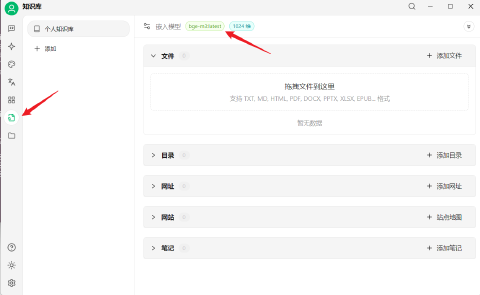 知识库
个人知识库
添加
嵌入模型 bge-m3:latest 1024 维
文件 添加文件
拖拽文件到这里
支持 TXT, MD, HTML, PDF, DOCX, PPTX, XLSX, EPUB... 格式
暂无数据
目录 添加目录
网址 添加网址
网站 站点地图
笔记 添加笔记